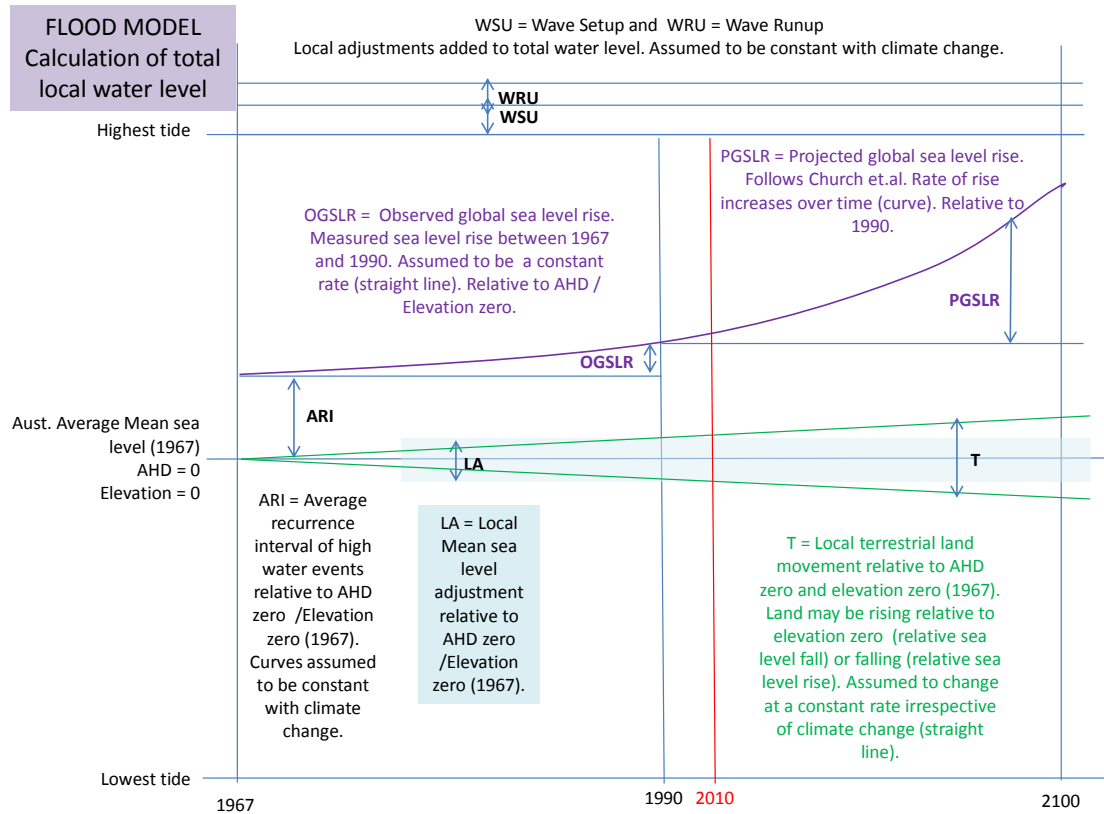 FLOOD MODEL
Calculation of total
local water level
WSU = Wave Setup and  WRU = Wave Runup
Local adjustments added to total water level. Assumed to be constant with climate change.
WRU
WSU
Highest tide
PGSLR = Projected global sea level rise.
Follows Church et.al. Rate of rise
increases over time (curve). Relative to
1990.
OGSLR =  Observed global sea level rise.
Measured sea level rise between 1967
and 1990. Assumed to be  a constant
rate (straight line). Relative to AHD /
Elevation zero.
PGSLR
OGSLR
ARI
Aust. Average Mean sea
level (1967)
AHD = 0
Elevation = 0
LA
T
ARI = Average
recurrence
interval of high
water events
relative to AHD
zero  /Elevation
zero (1967).
Curves assumed
to be constant
with climate
change.
LA = Local
Mean sea
level
adjustment
relative to
AHD zero
/Elevation
zero (1967).
T = Local terrestrial land
movement relative to AHD
zero and elevation zero (1967).
Land may be rising relative to
elevation zero  (relative sea
level fall) or falling (relative sea
level rise). Assumed to change
at a constant rate irrespective
of climate change (straight
line).
Lowest tide
1967
1990
2010
2100